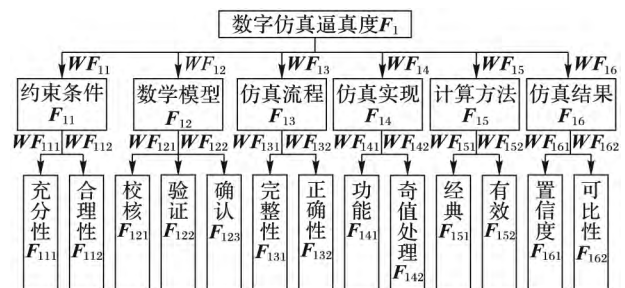 数字仿真逼真度F1
WF11 WF12 WF13 WF14 WF15 WF16
约束条件 数学模型 仿真流程 仿真实现 计算方法 仿真结果
F11 F12 F13 F14 F15 F16
WF111 WF112 WF121 WF122 WF131 WF132 WF141 WF142 WF151 WF152 WF161 WF162
充分性 F111
合理性 F112
校核 F121
验证 F122
确认 F123
完整性 F131
正确性 F132
功能 F141
奇值处理 F142
经典 F151
有效 F152
置信度 F161
可比性 F162